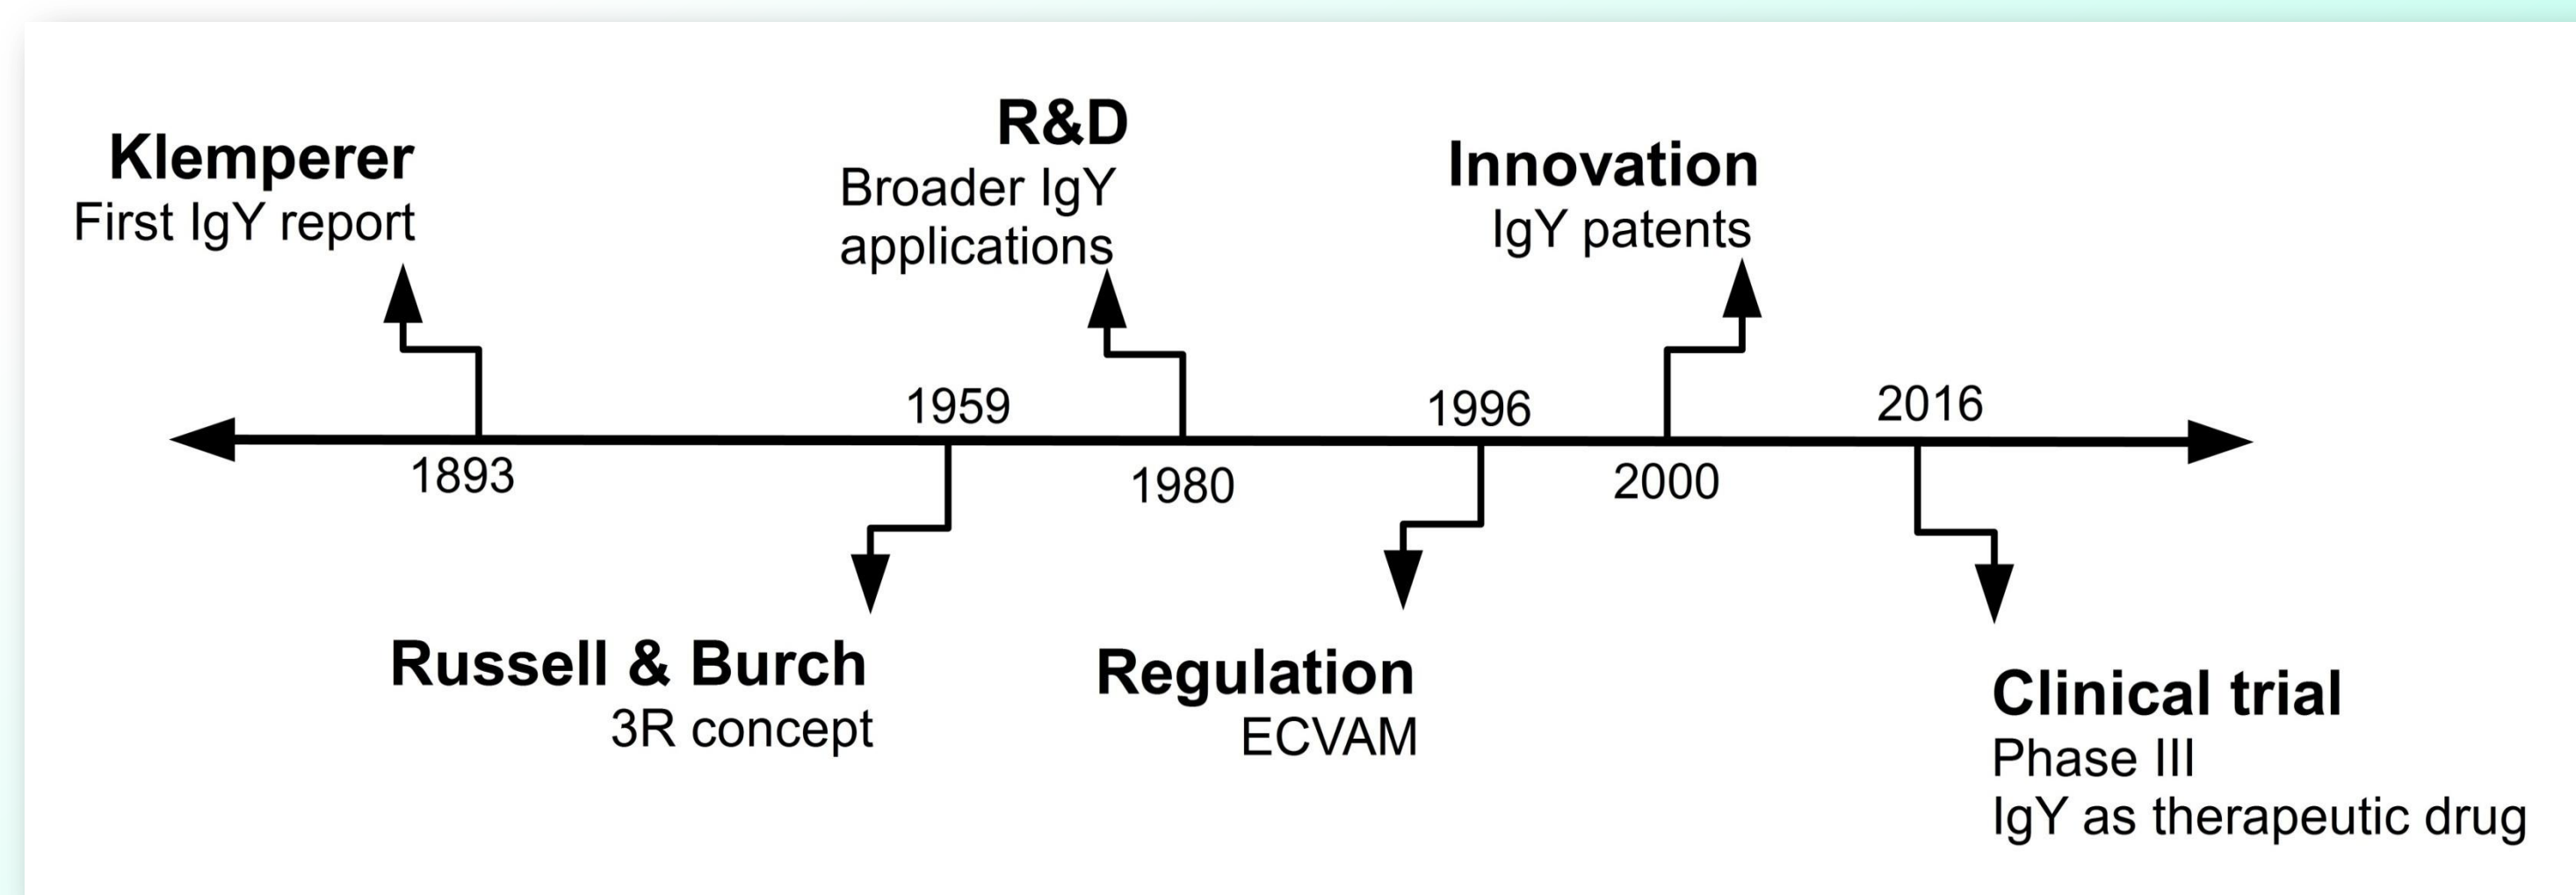 Klemperer
First IgY report
1893
1959
Russell & Burch
3R concept
R&D
Broader IgY
applications
1980
1996
Regulation
ECVAM
Innovation
IgY patents
2000
2016
Clinical trial
Phase III
IgY as therapeutic drug